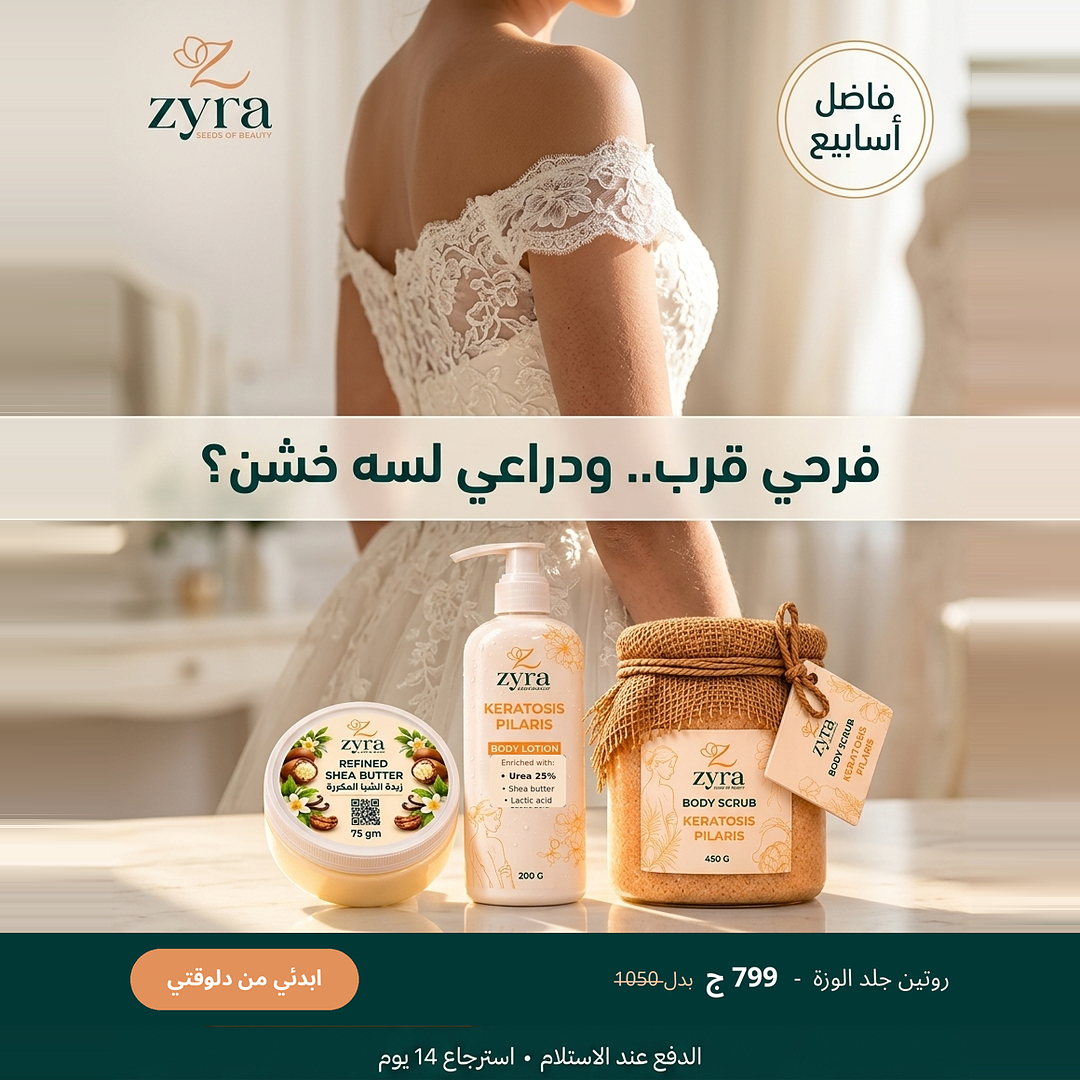 zyra
SEEDS OF BEAUTY
فاضل
أسابيع
فرحي قرب.. ودراعي لسه خشن؟
zyra
REFINED
SHEA BUTTER
زبدة الشيا المكررة
75 gm
zyra
KERATOSIS
PILARIS
BODY LOTION
Enriched with:
• Urea 25%
• Shea butter
• Lactic acid
200 G
zyra
BODY SCRUB
KERATOSIS
PILARIS
450 G
zyra
BODY SCRUB
KERATOSIS
PILARIS
روتين جلد الوزة - 799 ج بدل 1050
ابدئي من دلوقتي
الدفع عند الاستلام • استرجاع 14 يوم